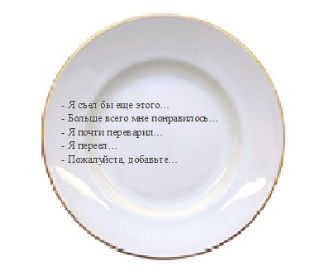 - Я съел бы еще этого…
- Больше всего мне понравилось…
- Я почти переварил…
- Я переел…
- Пожалуйста, добавьте…